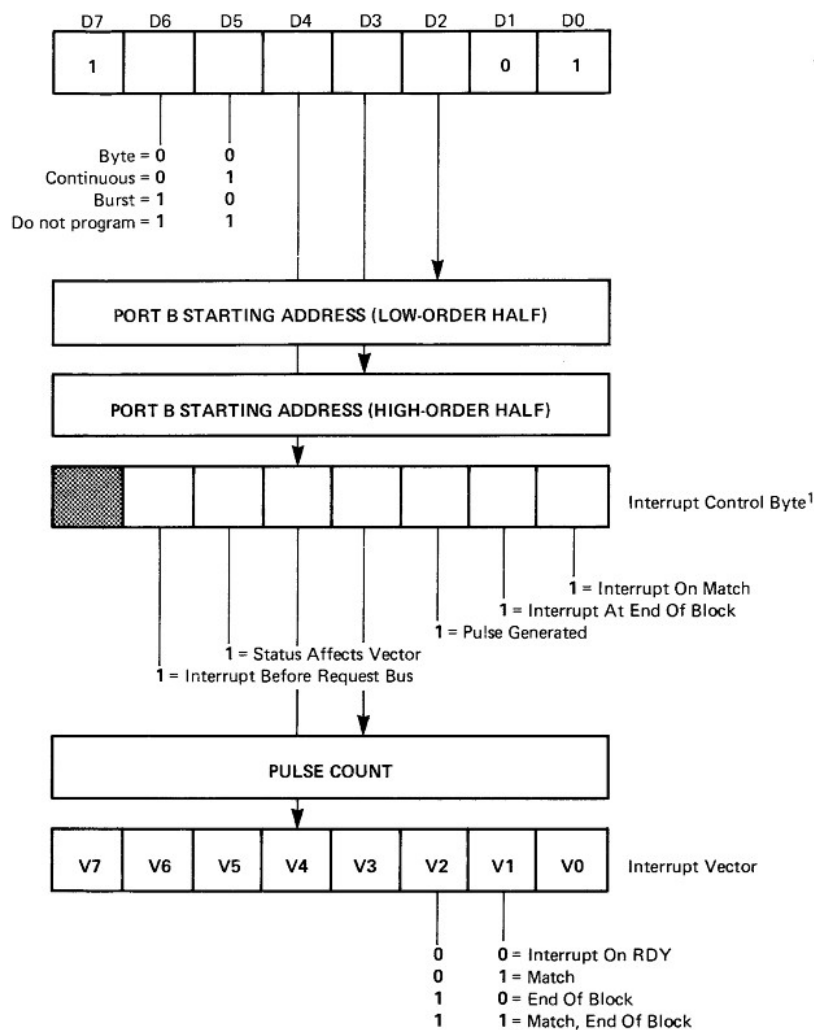 D7 D6 D5 D4 D3 D2 D1 D0
1 0 1
Byte = 0 0
Continuous = 0 1
Burst = 1 0
Do not program = 1 1
PORT B STARTING ADDRESS (LOW-ORDER HALF)
PORT B STARTING ADDRESS (HIGH-ORDER HALF)
Interrupt Control Byte1
1 = Interrupt On Match
1 = Interrupt At End Of Block
1 = Pulse Generated
1 = Status Affects Vector
1 = Interrupt Before Request Bus
PULSE COUNT
V7 V6 V5 V4 V3 V2 V1 V0 Interrupt Vector
0 0 = Interrupt On RDY
0 1 = Match
1 0 = End Of Block
1 1 = Match, End Of Block